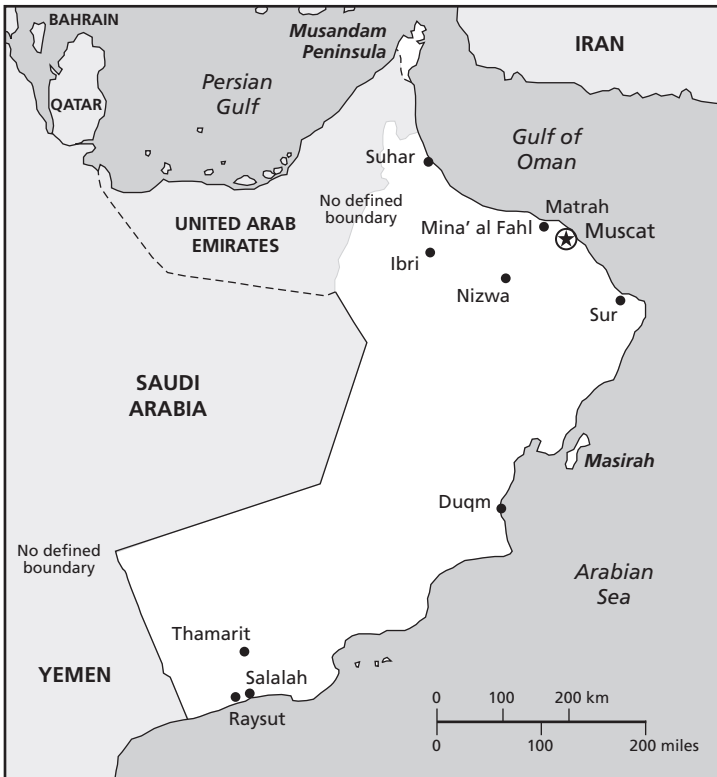 BAHRAIN
Musandam
Peninsula
IRAN
Persian
Gulf
QATAR
Gulf of
Oman
Suhar
No defined
boundary
Matrah
UNITED ARAB
EMIRATES
Mina’ al Fahl
Muscat
Ibri
Nizwa
Sur
SAUDI
ARABIA
Masirah
Duqm
No defined
boundary
Arabian
Sea
Thamarit
YEMEN
Salalah
Raysut
0 100 200 km
0 100 200 miles